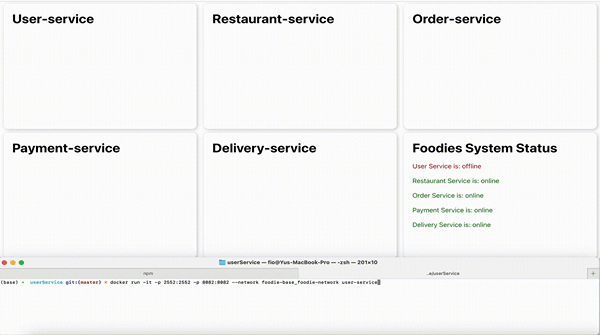 User-service
Restaurant-service
Order-service
Payment-service
Delivery-service
Foodies System Status
User Service is: offline
Restaurant Service is: online
Order Service is: online
Payment Service is: online
Delivery Service is: online
userService — fio@Yus-MacBook-Pro — -zsh — 201×10
npm
..e/userService
+
(base) ➜ userService git:(master) ✗ docker run -it -p 2552:2552 -p 8082:8082 --network foodie-base_foodie-network user-service